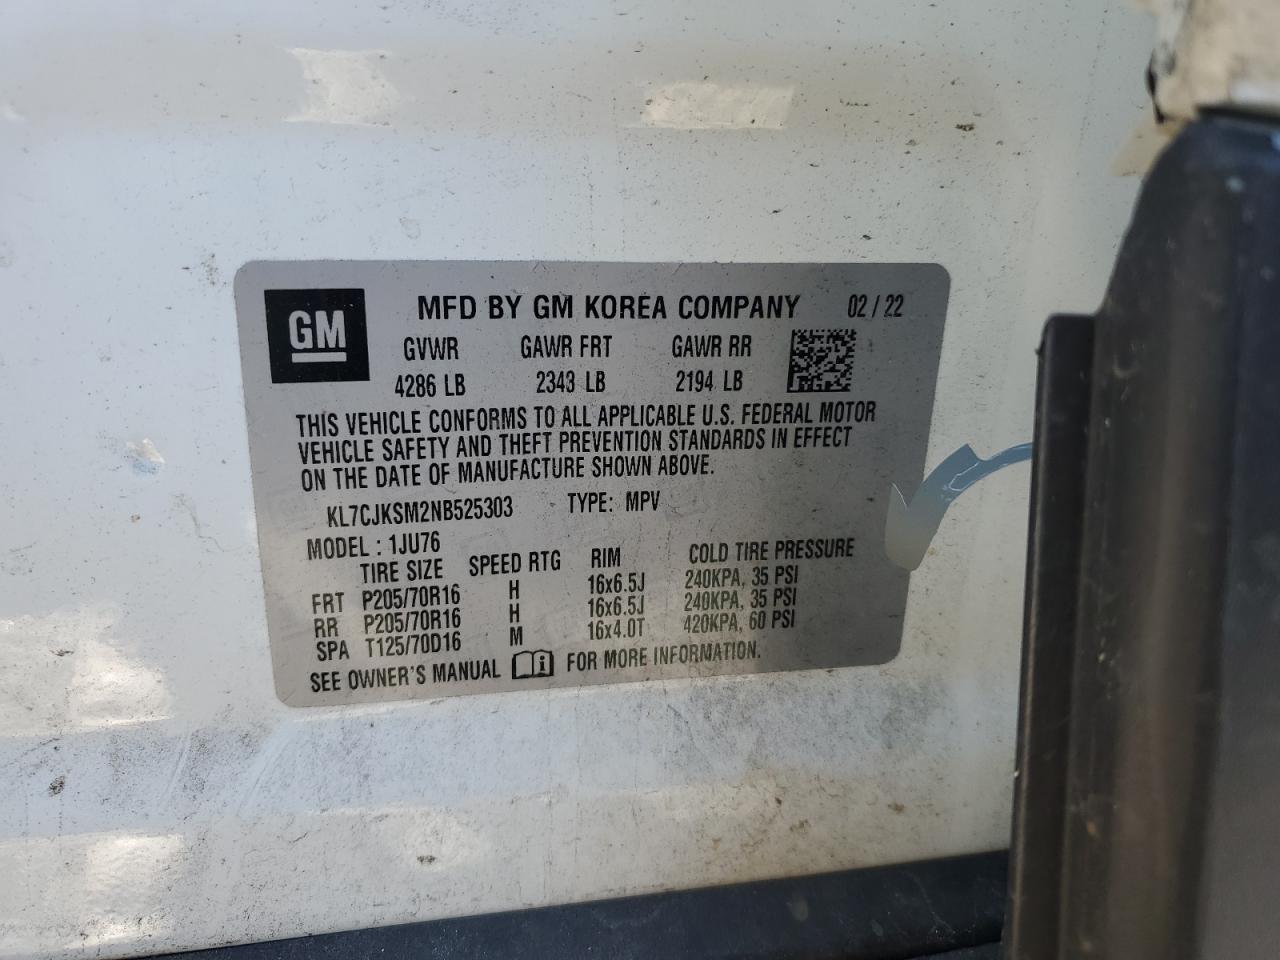 GM
MFD BY GM KOREA COMPANY 02 / 22
GVWR GAWR FRT GAWR RR
4286 LB 2343 LB 2194 LB
THIS VEHICLE CONFORMS TO ALL APPLICABLE U.S. FEDERAL MOTOR
VEHICLE SAFETY AND THEFT PREVENTION STANDARDS IN EFFECT
ON THE DATE OF MANUFACTURE SHOWN ABOVE.
KL7CJKSM2NB525303 TYPE: MPV
MODEL : 1JU76
TIRE SIZE SPEED RTG RIM COLD TIRE PRESSURE
FRT P205/70R16 H 16x6.5J 240KPA, 35 PSI
RR P205/70R16 H 16x6.5J 240KPA, 35 PSI
SPA T125/70D16 M 16x4.0T 420KPA, 60 PSI
SEE OWNER'S MANUAL i FOR MORE INFORMATION.